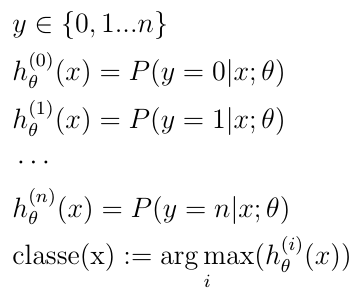 y ∈ {0, 1...n}
h_θ^(0)(x) = P(y = 0|x; θ)
h_θ^(1)(x) = P(y = 1|x; θ)
···
h_θ^(n)(x) = P(y = n|x; θ)
classe(x) := arg max_i(h_θ^(i)(x))